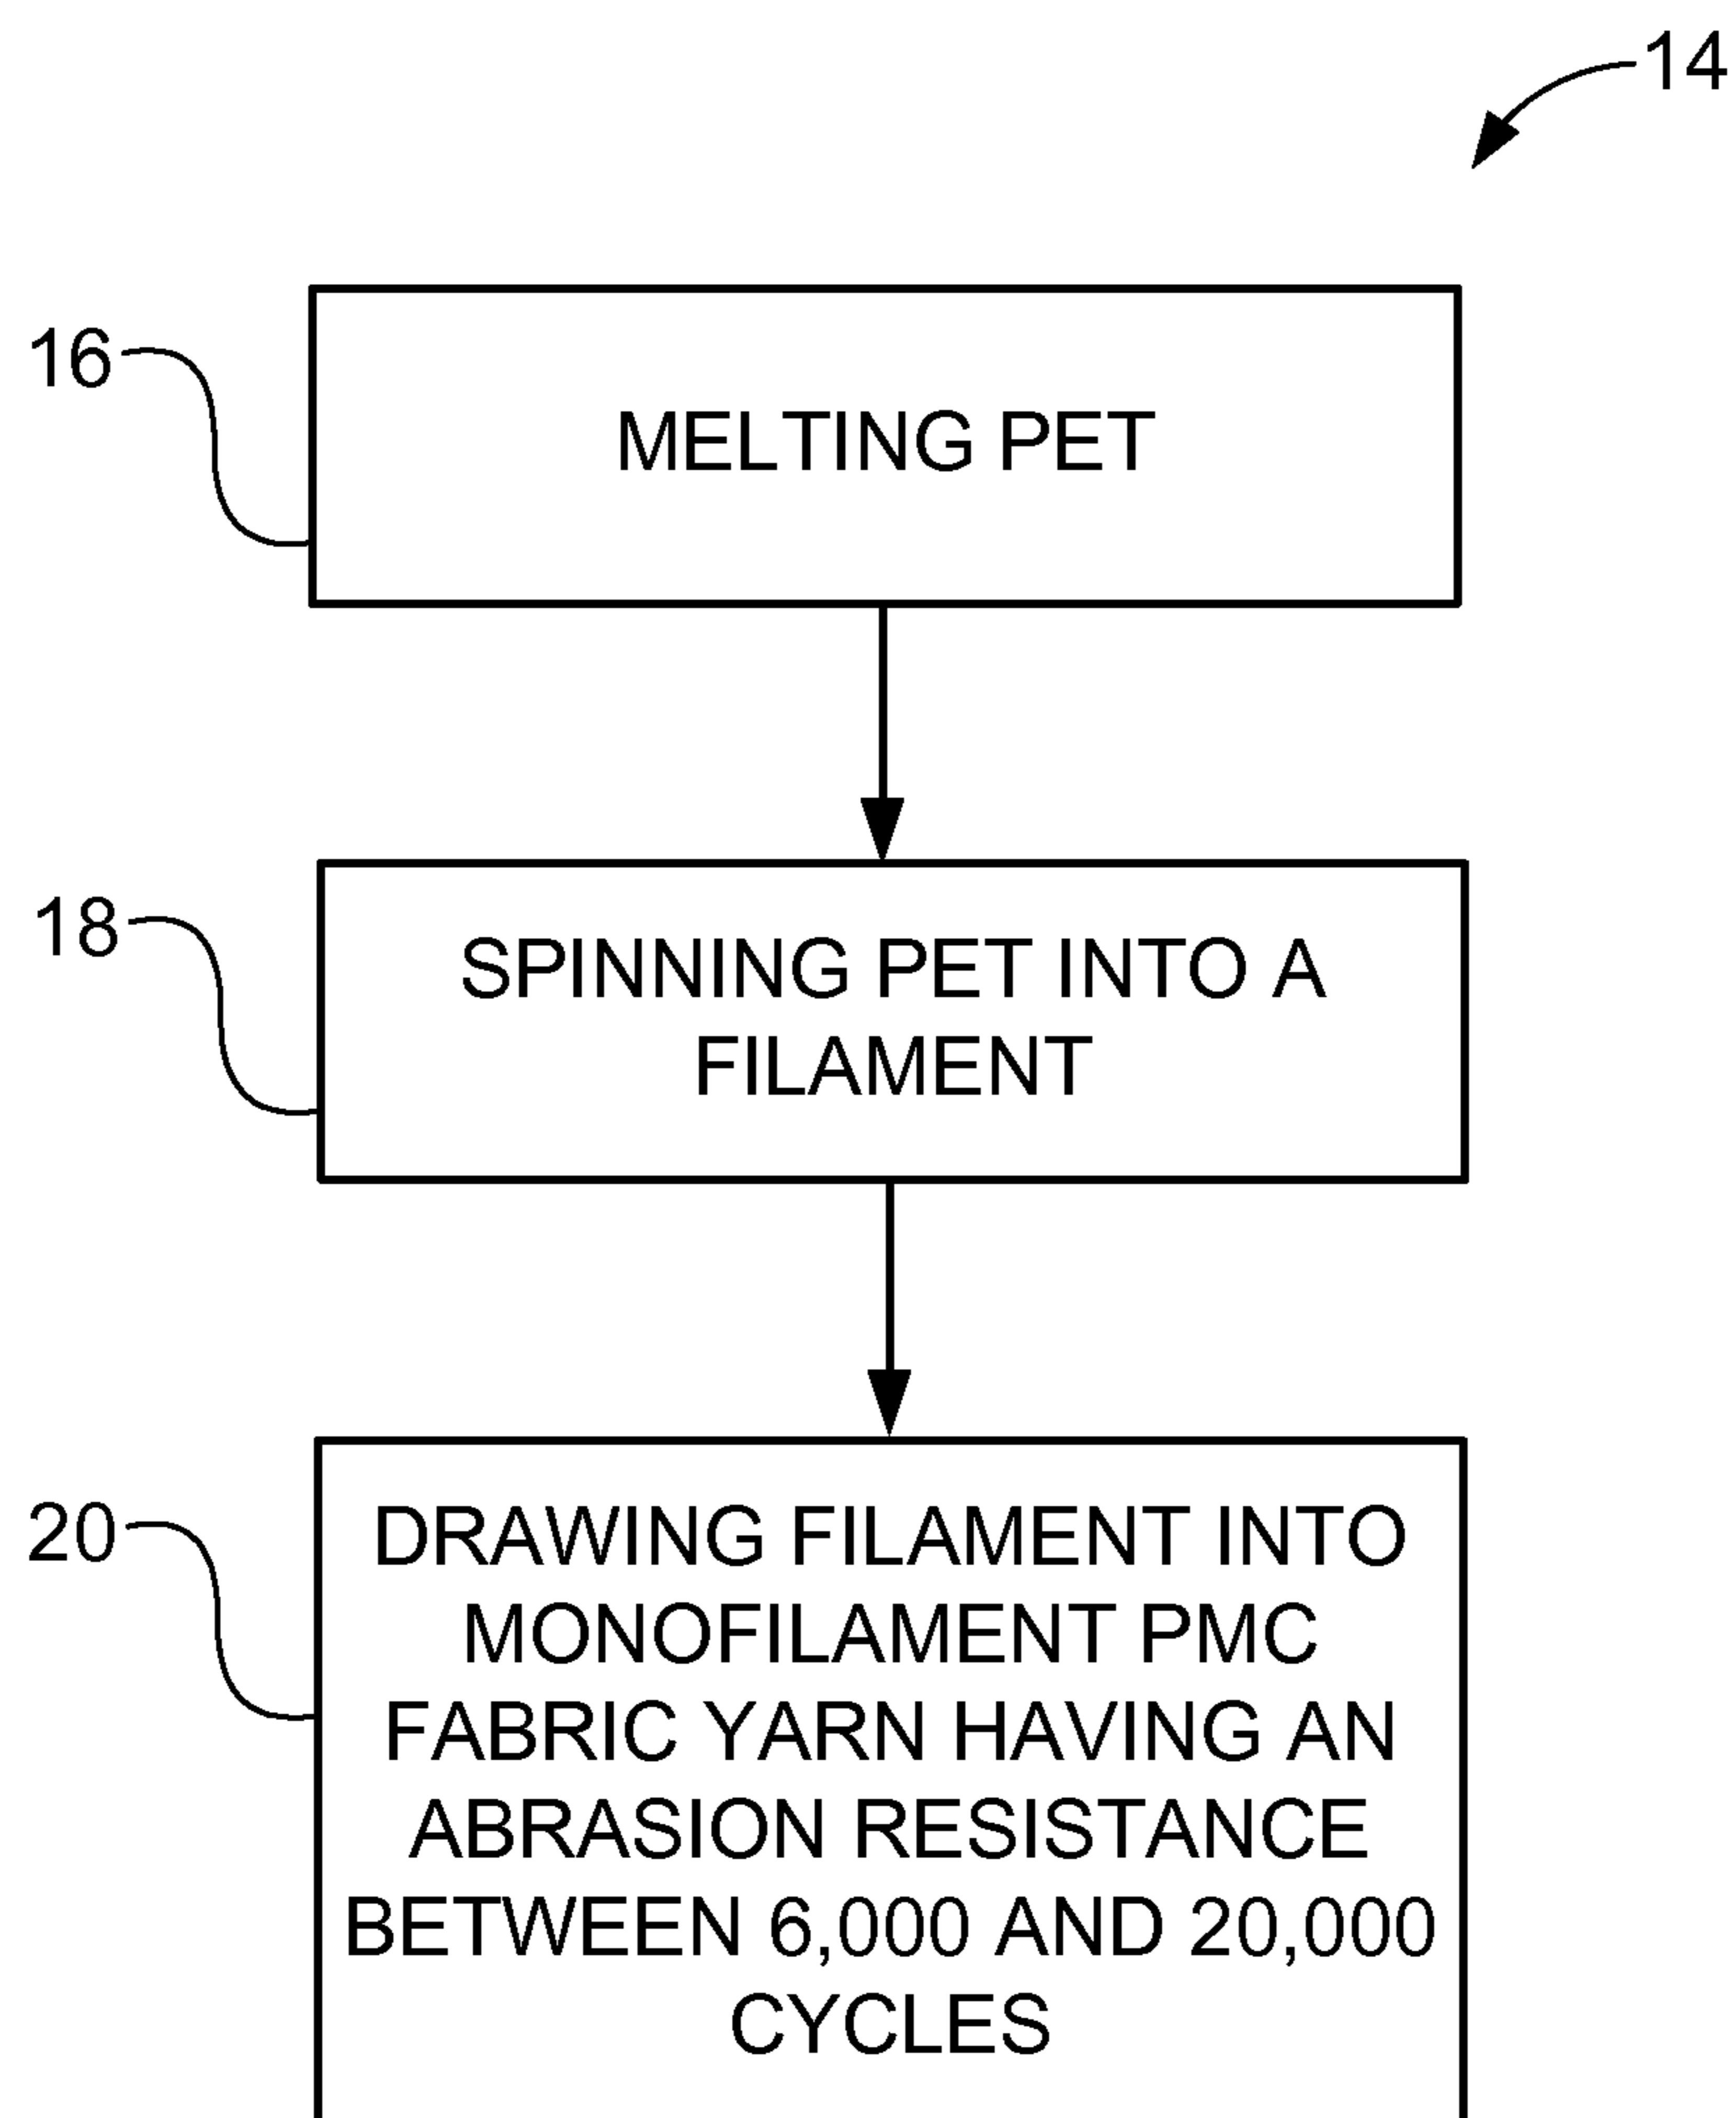 14
16
MELTING PET
18
SPINNING PET INTO A
FILAMENT
20
DRAWING FILAMENT INTO
MONOFILAMENT PMC
FABRIC YARN HAVING AN
ABRASION RESISTANCE
BETWEEN 6,000 AND 20,000
CYCLES